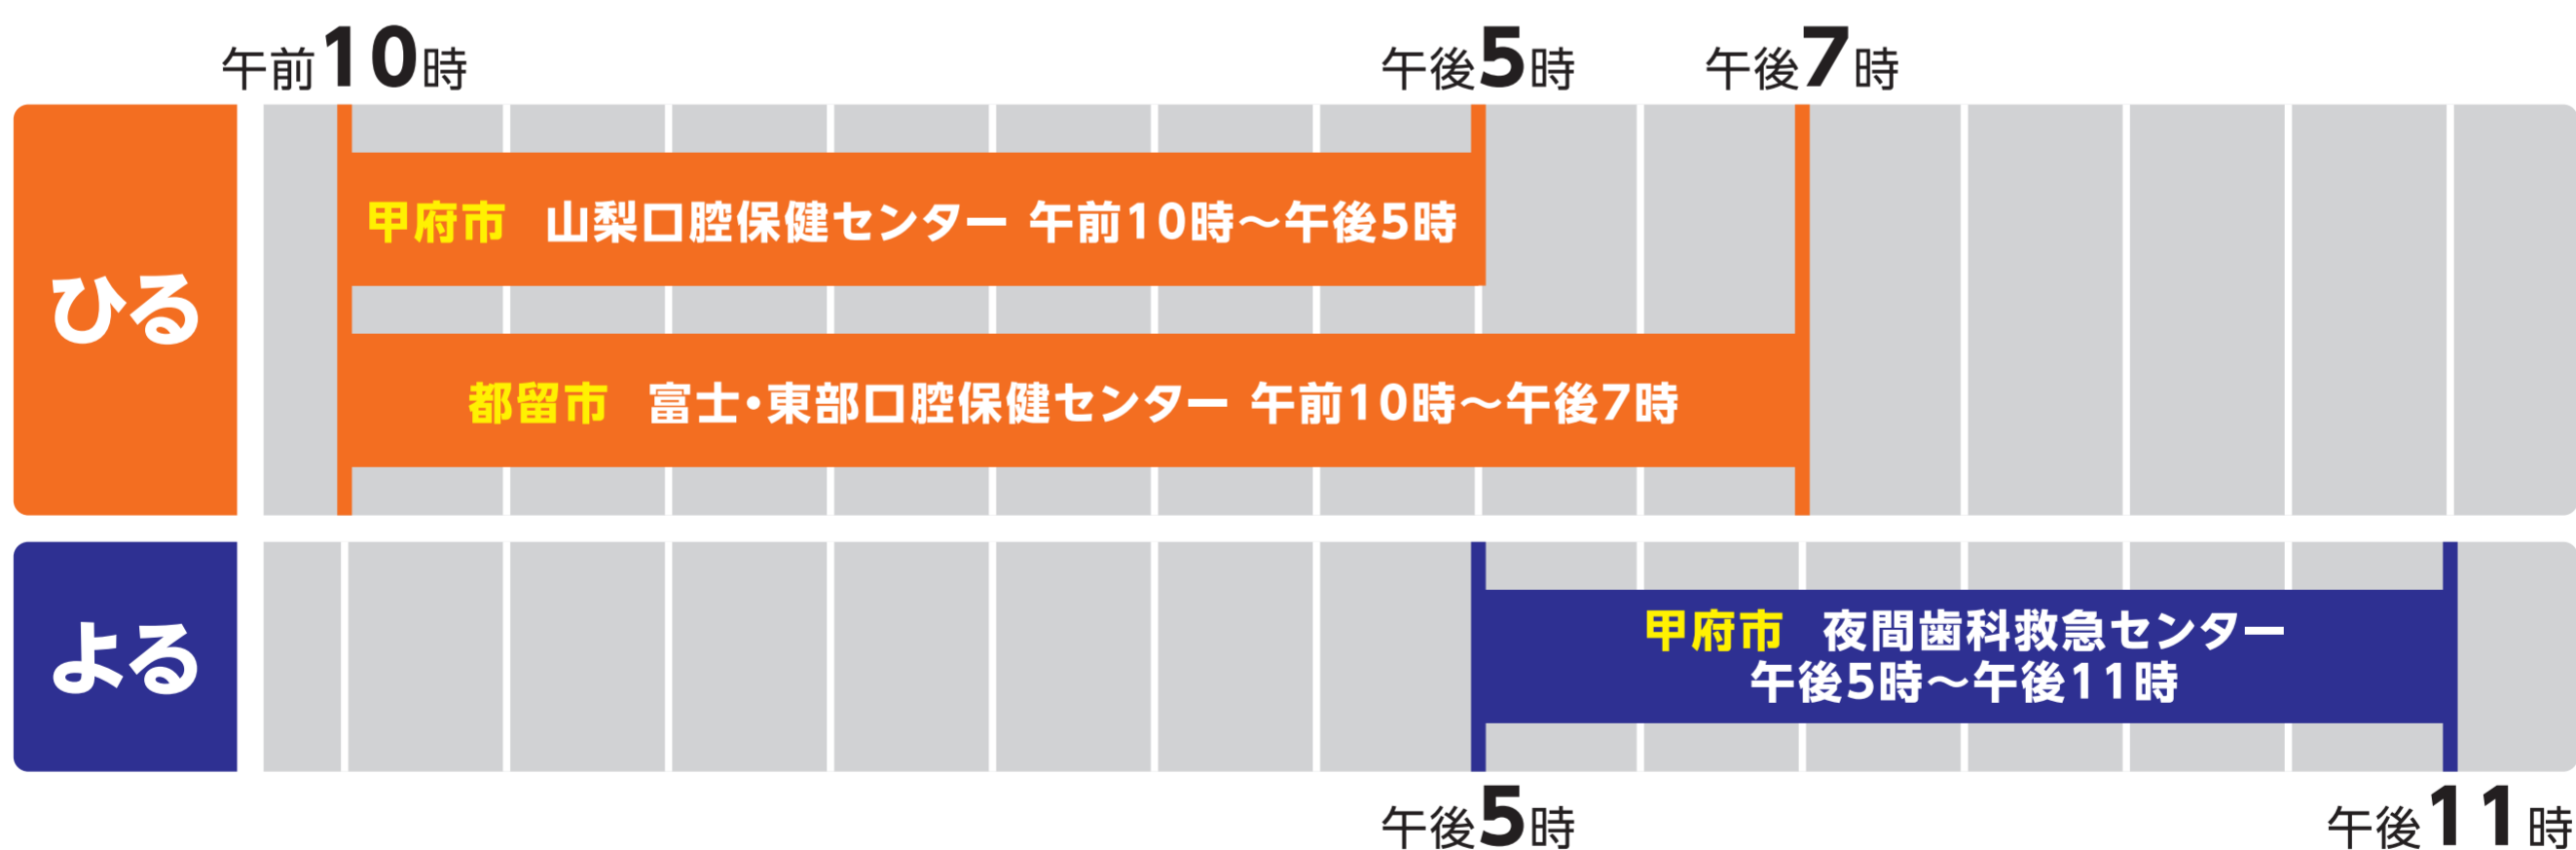 午前10時 午後5時 午後7時
ひる
甲府市 山梨口腔保健センター 午前10時～午後5時
都留市 富士・東部口腔保健センター 午前10時～午後7時
よる
甲府市 夜間歯科救急センター
午後5時～午後11時
午後5時 午後11時